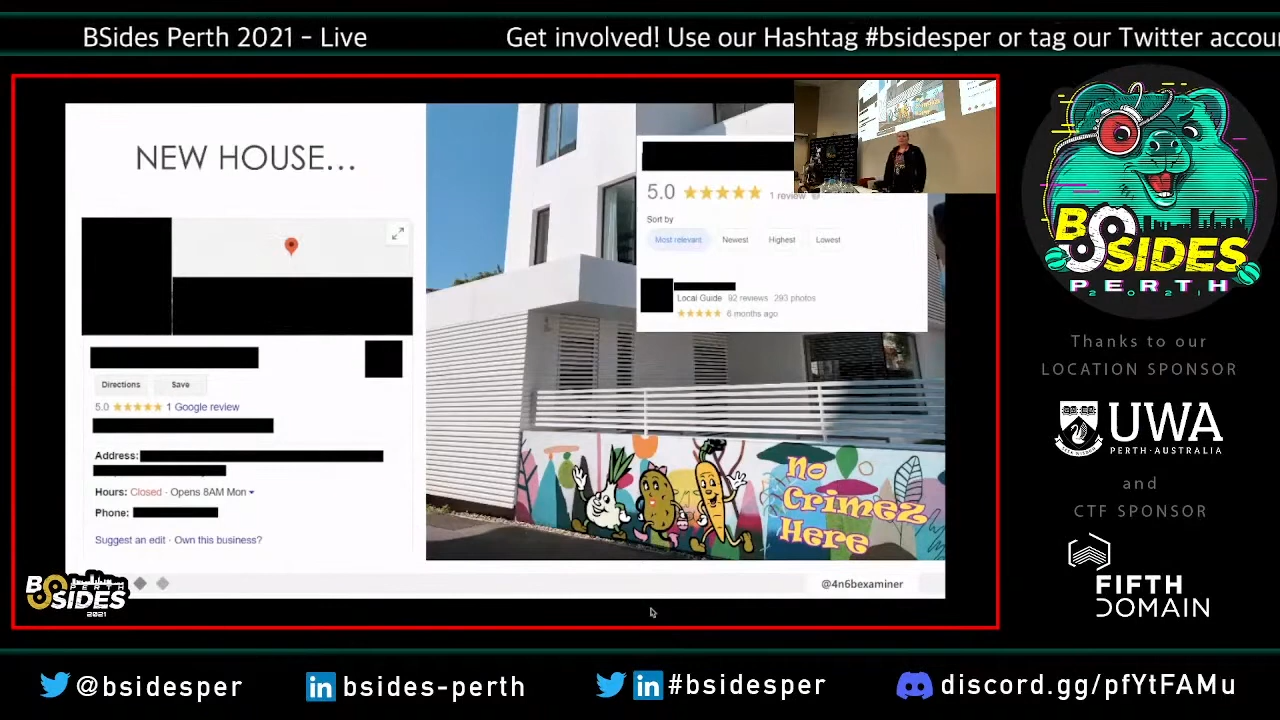 BSides Perth 2021 - Live
Get involved! Use our Hashtag #bsidesper or tag our Twitter accou
NEW HOUSE...
Directions
Save
5.0
1 Google review
Address:
Hours: Closed · Opens 8AM Mon
Phone:
Suggest an edit · Own this business?
5.0
1 review
Sort by
Most relevant
Newest
Highest
Lowest
Local Guide 92 reviews 293 photos
6 months ago
No
Crimez
Here
@4n6bexaminer
BSIDES
PERTH
2021
BSIDES
PERTH
2021
Thanks to our
LOCATION SPONSOR
UWA
PERTH·AUSTRALIA
and
CTF SPONSOR
FIFTH
DOMAIN
@bsidesper
bsides-perth
#bsidesper
discord.gg/pfYtFAMu